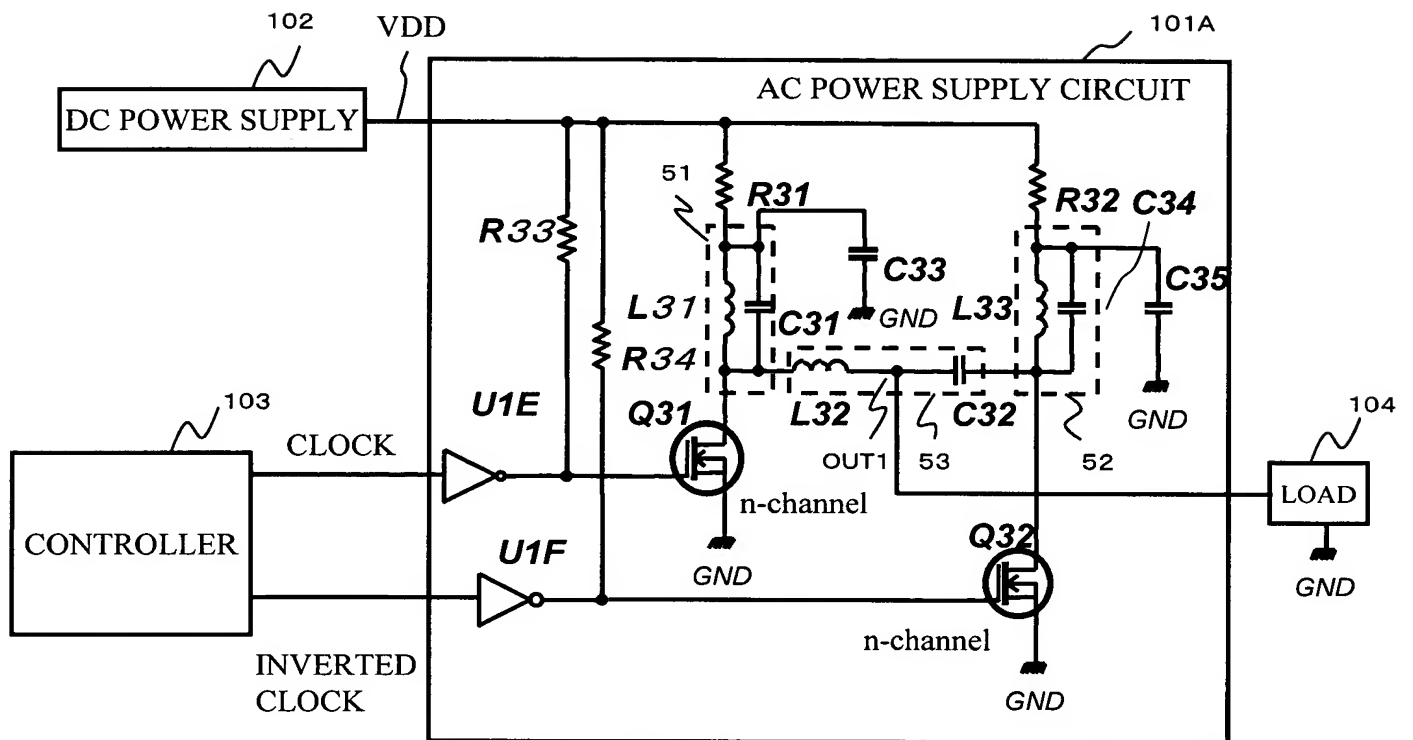 102
VDD
101A
DC POWER SUPPLY
AC POWER SUPPLY CIRCUIT
51
R31
R32
C34
R33
C33
C35
L31
C31
GND
L33
R34
GND
103
U1E
Q31
L32
C32
104
CLOCK
OUT1
53
52
LOAD
n-channel
CONTROLLER
U1F
GND
Q32
GND
n-channel
INVERTED
CLOCK
GND